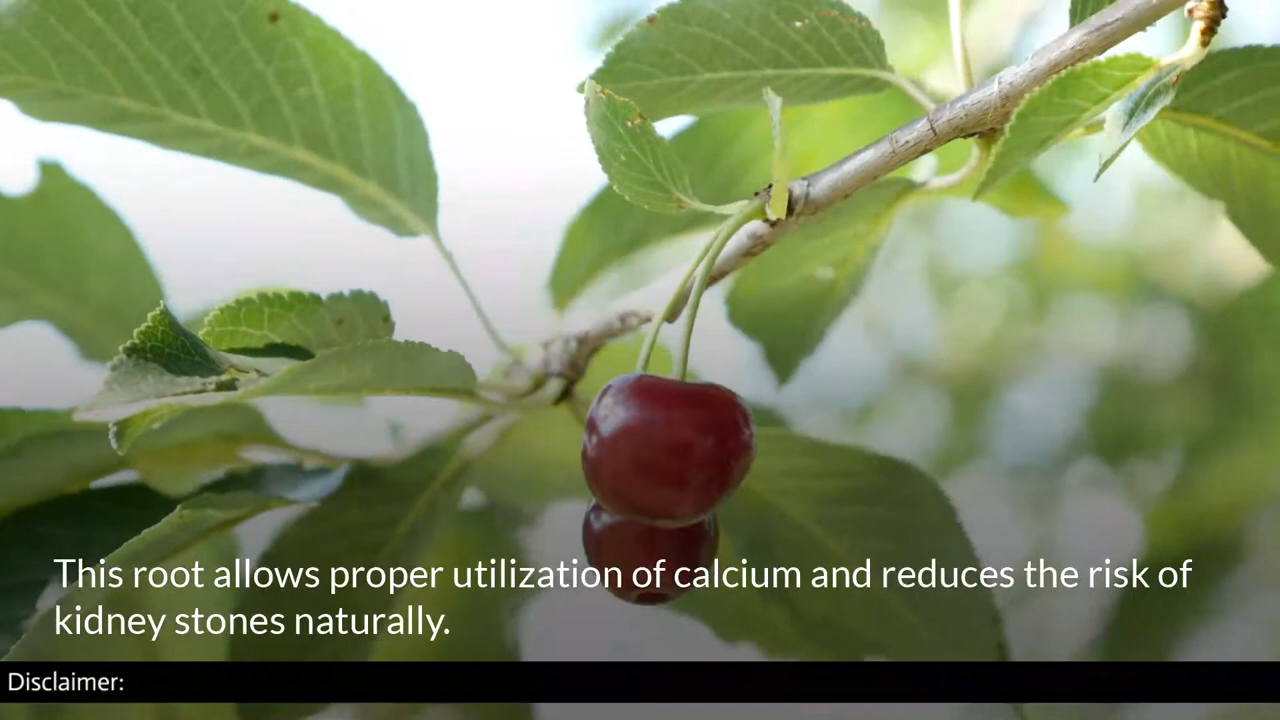 This root allows proper utilization of calcium and reduces the risk of
kidney stones naturally.
Disclaimer: